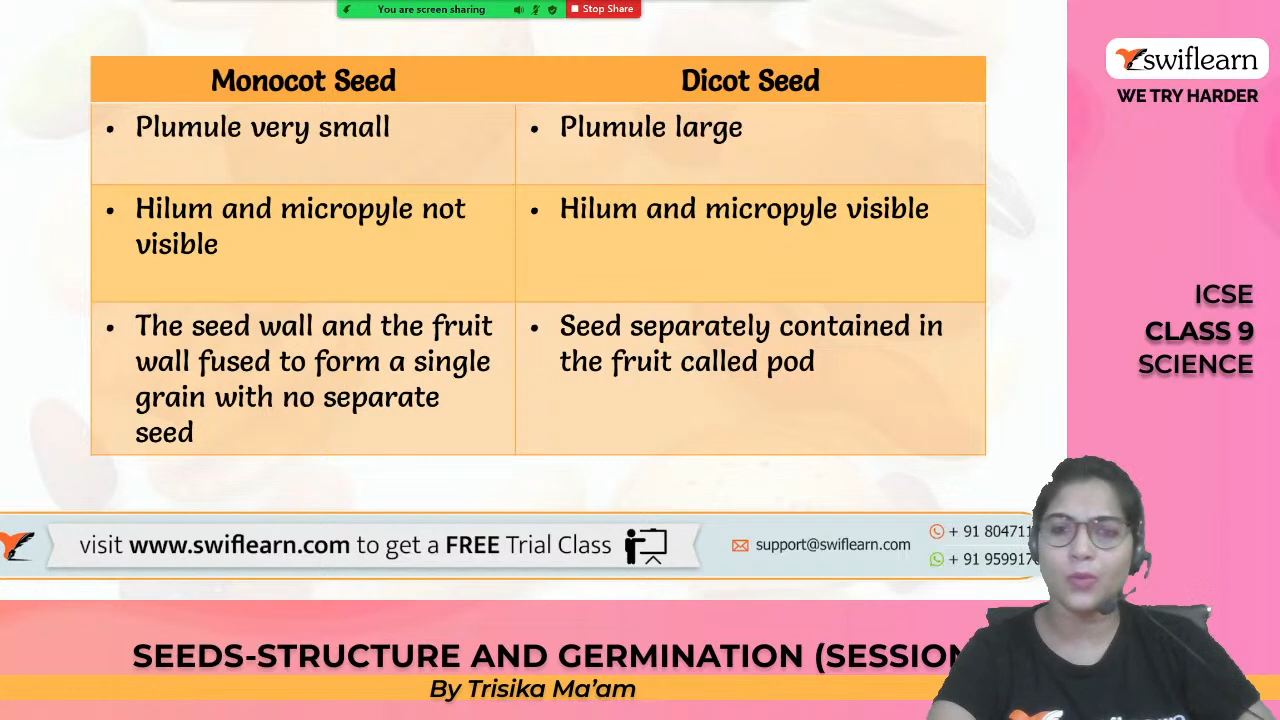 You are screen sharing
Stop Share
swiflearn
WE TRY HARDER
Monocot Seed
Dicot Seed
• Plumule very small
• Plumule large
• Hilum and micropyle not
visible
• Hilum and micropyle visible
• The seed wall and the fruit
wall fused to form a single
grain with no separate
seed
• Seed separately contained in
the fruit called pod
ICSE
CLASS 9
SCIENCE
visit www.swiflearn.com to get a FREE Trial Class
support@swiflearn.com
+ 91 804711
+ 91 95991
SEEDS-STRUCTURE AND GERMINATION (SESSION
By Trisika Ma'am